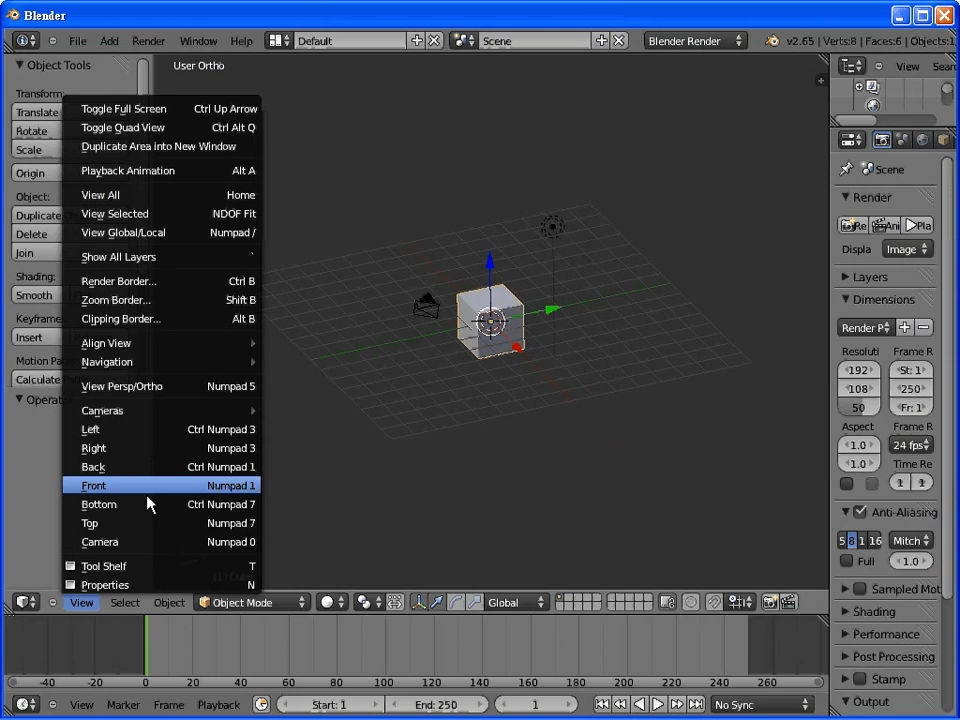 Blender
File Add Render Window Help Default Scene Blender Render v2.65 | Verts:8 | Faces:6 | Objects:1
Object Tools
User Ortho
View
Transform:
Translate
Rotate
Scale
Origin
Object:
Duplicate
Delete
Join
Shading:
Smooth
Keyframe
Insert
Motion Pa
Calculate
Operat
Toggle Full Screen Ctrl Up Arrow
Toggle Quad View Ctrl Alt Q
Duplicate Area into New Window
Playback Animation Alt A
View All Home
View Selected NDOF Fit
View Global/Local Numpad /
Show All Layers `
Render Border... Ctrl B
Zoom Border... Shift B
Clipping Border... Alt B
Align View
Navigation
View Persp/Ortho Numpad 5
Cameras
Left Ctrl Numpad 3
Right Numpad 3
Back Ctrl Numpad 1
Front Numpad 1
Bottom Ctrl Numpad 7
Top Numpad 7
Camera Numpad 0
Tool Shelf T
Properties N
View Select Object Object Mode Global
Scene
Render
Re Ani Pla
Displa Image
Layers
Dimensions
Render P
Resoluti Frame R
192 St: 1
108 250
50 Fr: 1
Aspect Frame R
1.0 24 fps
1.0 Time Re
1 1
Anti-Aliasing
5 8 1 16 Mitch
Full 1.0
Sampled Mot
Shading
Performance
Post Processing
Stamp
Output
-40 -20 0 20 40 60 80 100 120 140 160 180 200 220 240 260
View Marker Frame Playback Start: 1 End: 250 1 No Sync